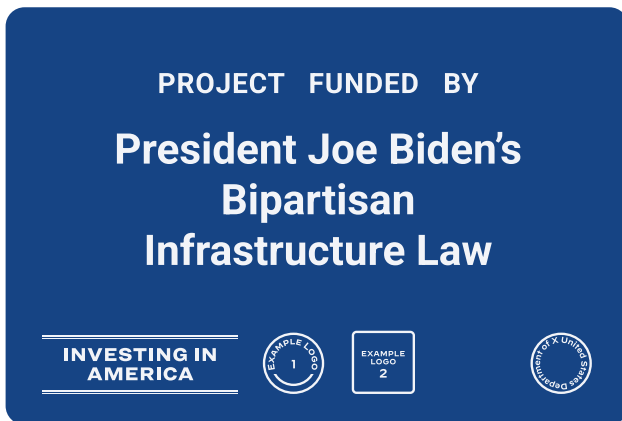 PROJECT FUNDED BY
President Joe Biden’s
Bipartisan
Infrastructure Law
INVESTING IN
AMERICA
EXAMPLE LOGO
1
EXAMPLE
LOGO
2
Department of X United States